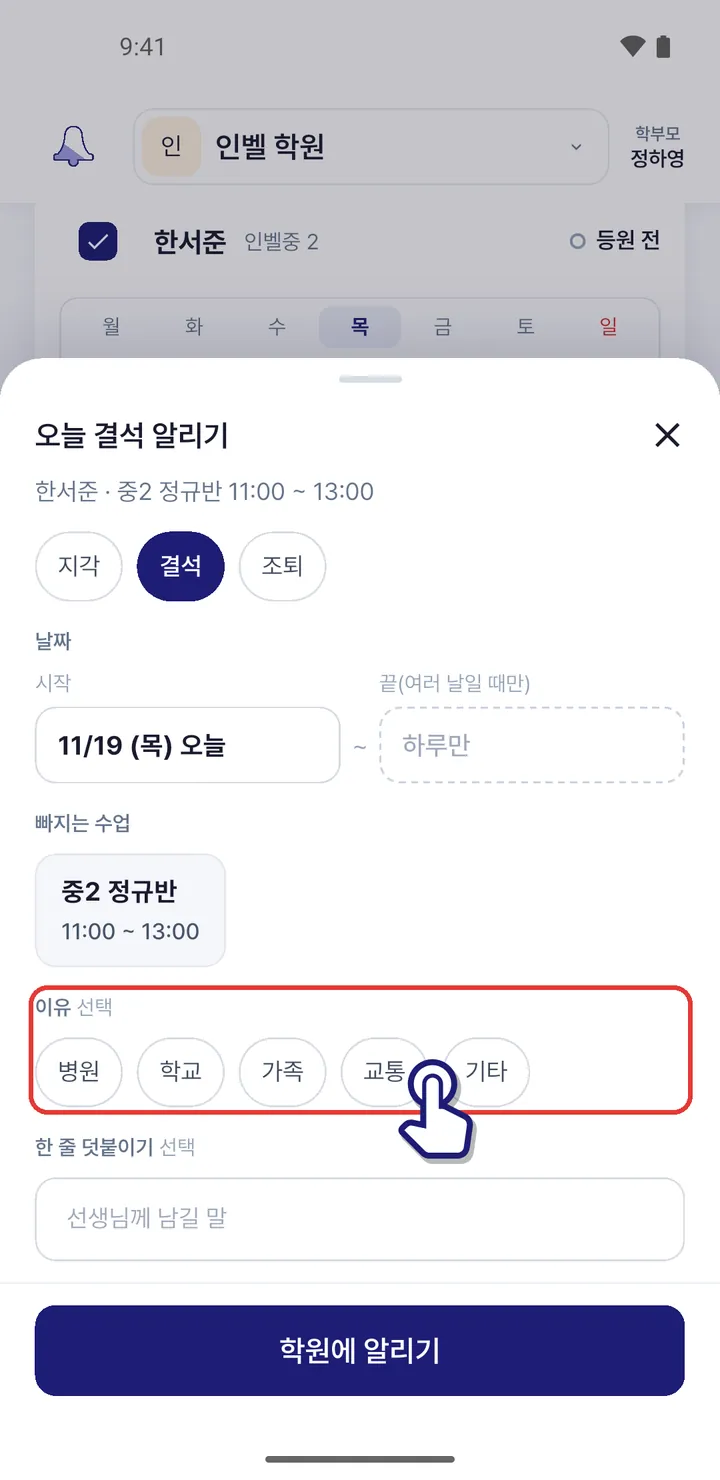 9:41
인 인벨 학원
학부모
정하영
한서준 인벨중 2 등원 전
월 화 수 목 금 토 일
오늘 결석 알리기
한서준 · 중2 정규반 11:00 ~ 13:00
지각 결석 조퇴
날짜
시작 끝(여러 날일 때만)
11/19 (목) 오늘 ~ 하루만
빠지는 수업
중2 정규반
11:00 ~ 13:00
이유 선택
병원 학교 가족 교통 기타
한 줄 덧붙이기 선택
선생님께 남길 말
학원에 알리기